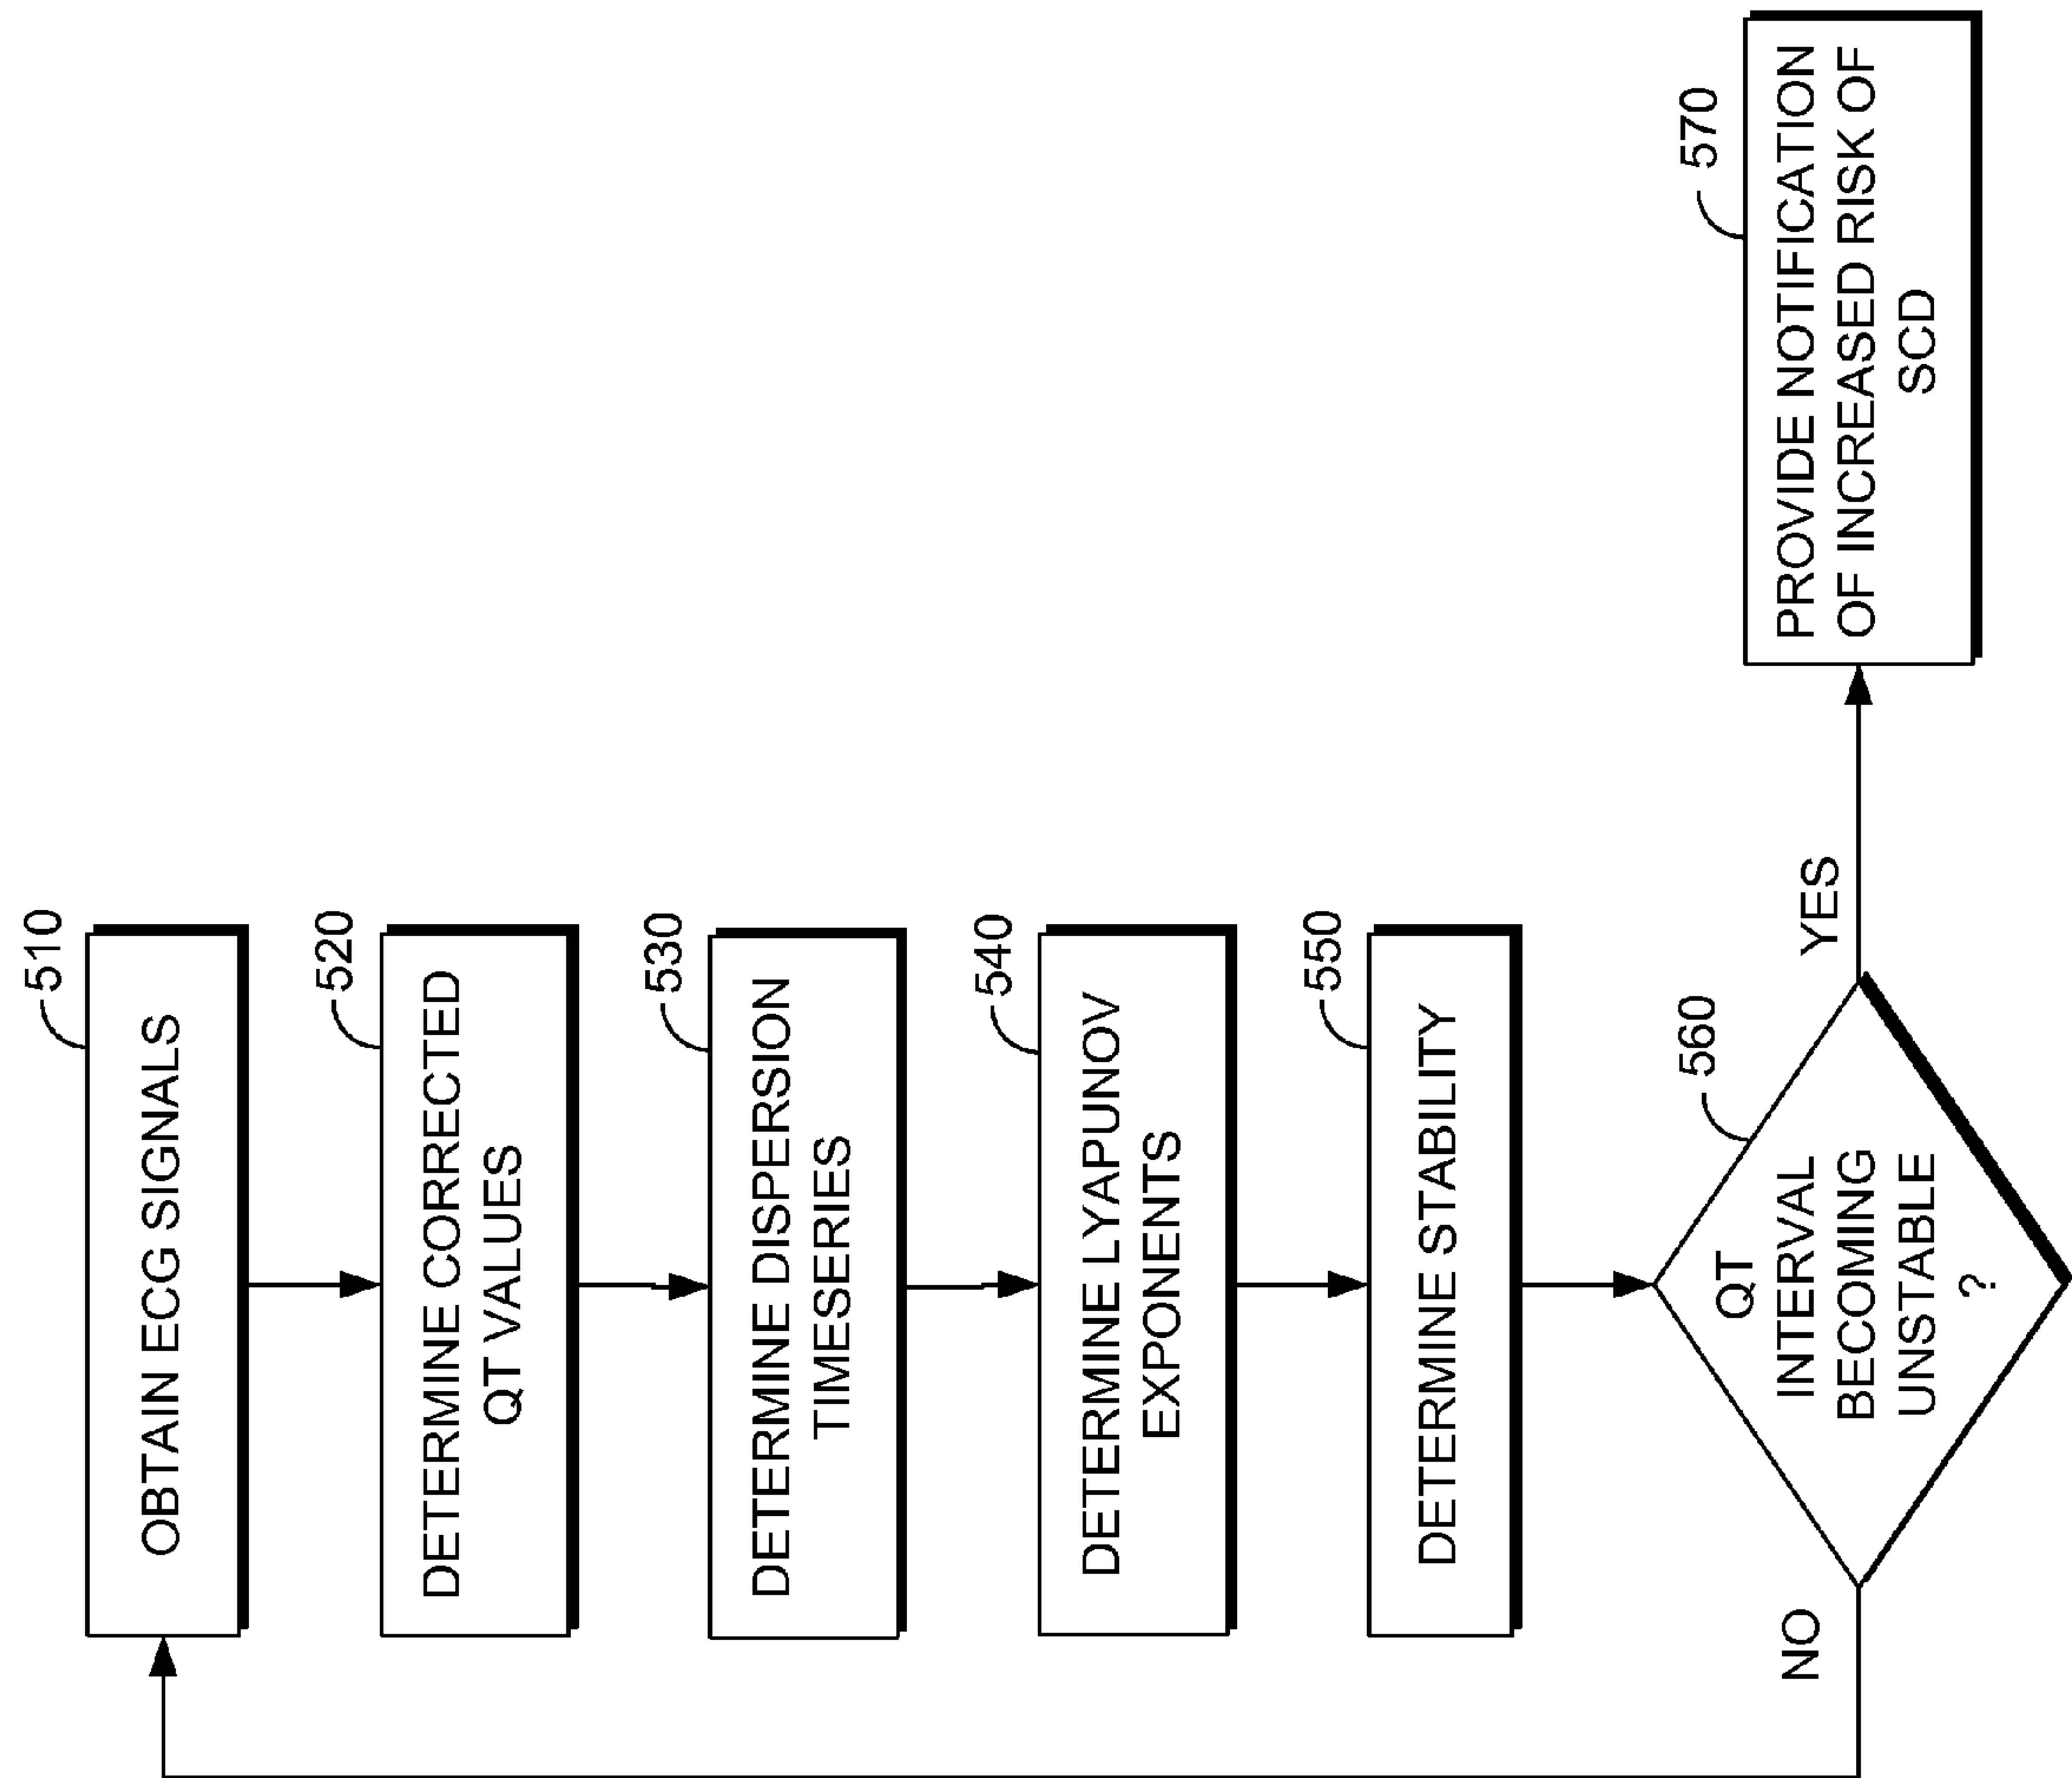 510
OBTAIN ECG SIGNALS
520
DETERMINE CORRECTED
QT VALUES
530
DETERMINE DISPERSION
TIMESERIES
540
DETERMINE LYAPUNOV
EXPONENTS
550
DETERMINE STABILITY
560
QT
INTERVAL
BECOMING
UNSTABLE
?
NO
YES
570
PROVIDE NOTIFICATION
OF INCREASED RISK OF
SCD